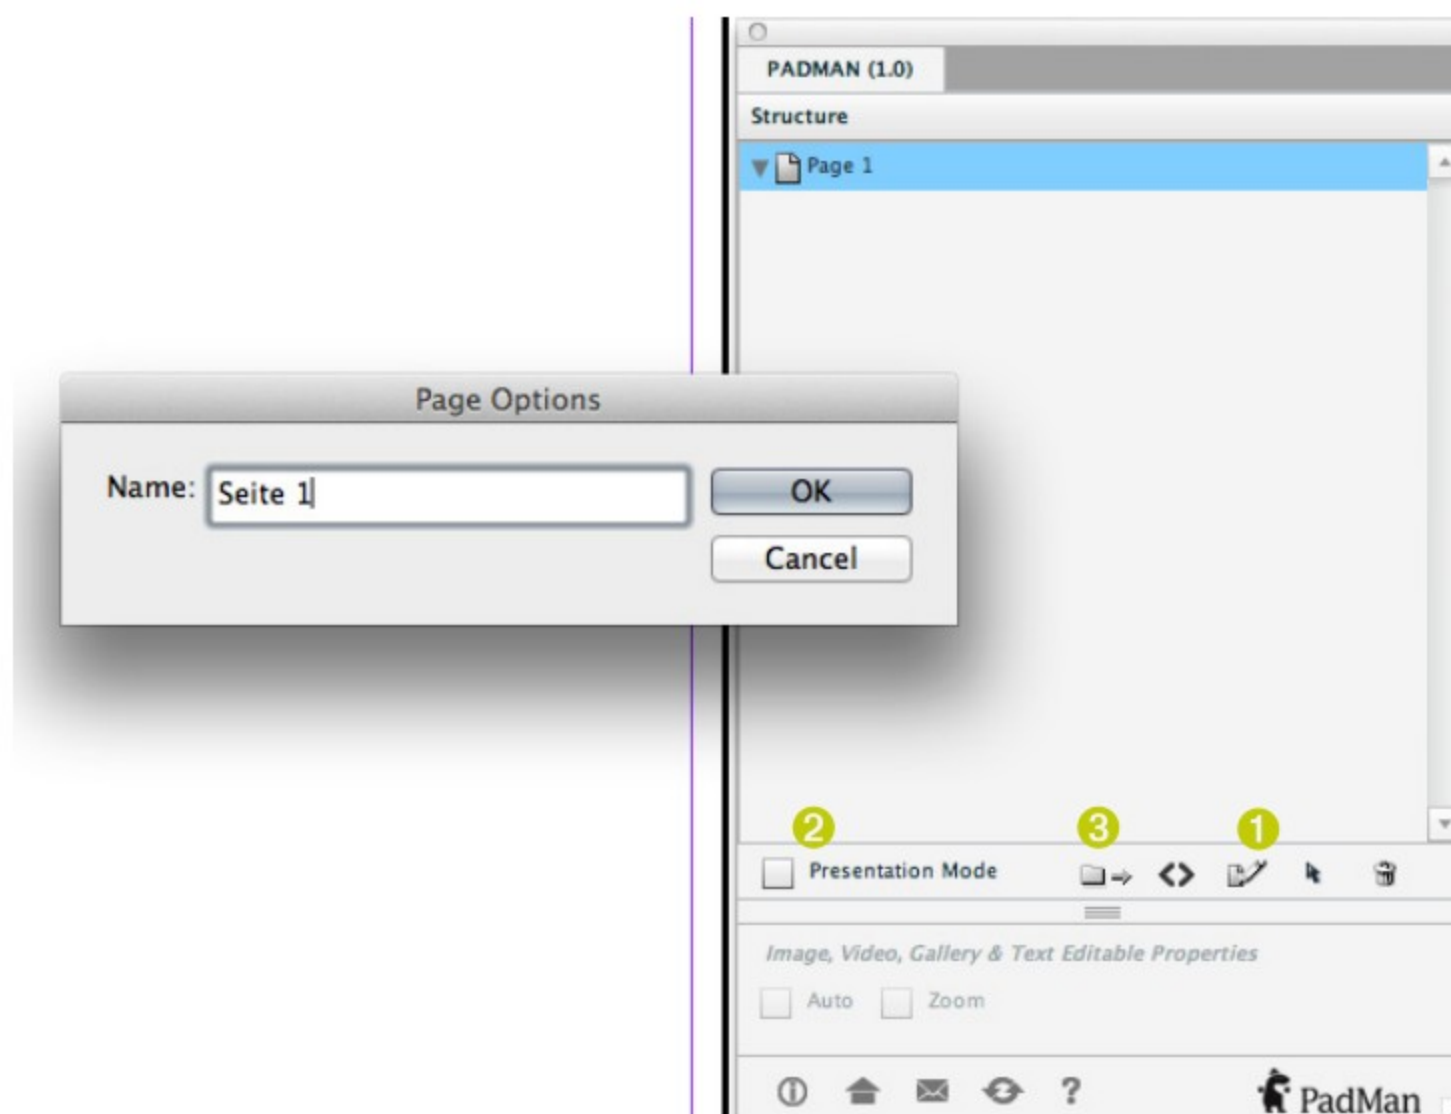 PADMAN (1.0)
Structure
Page 1
Page Options
Name: Seite 1 OK
Cancel
2 3 1
Presentation Mode
Image, Video, Gallery & Text Editable Properties
Auto Zoom
? PadMan